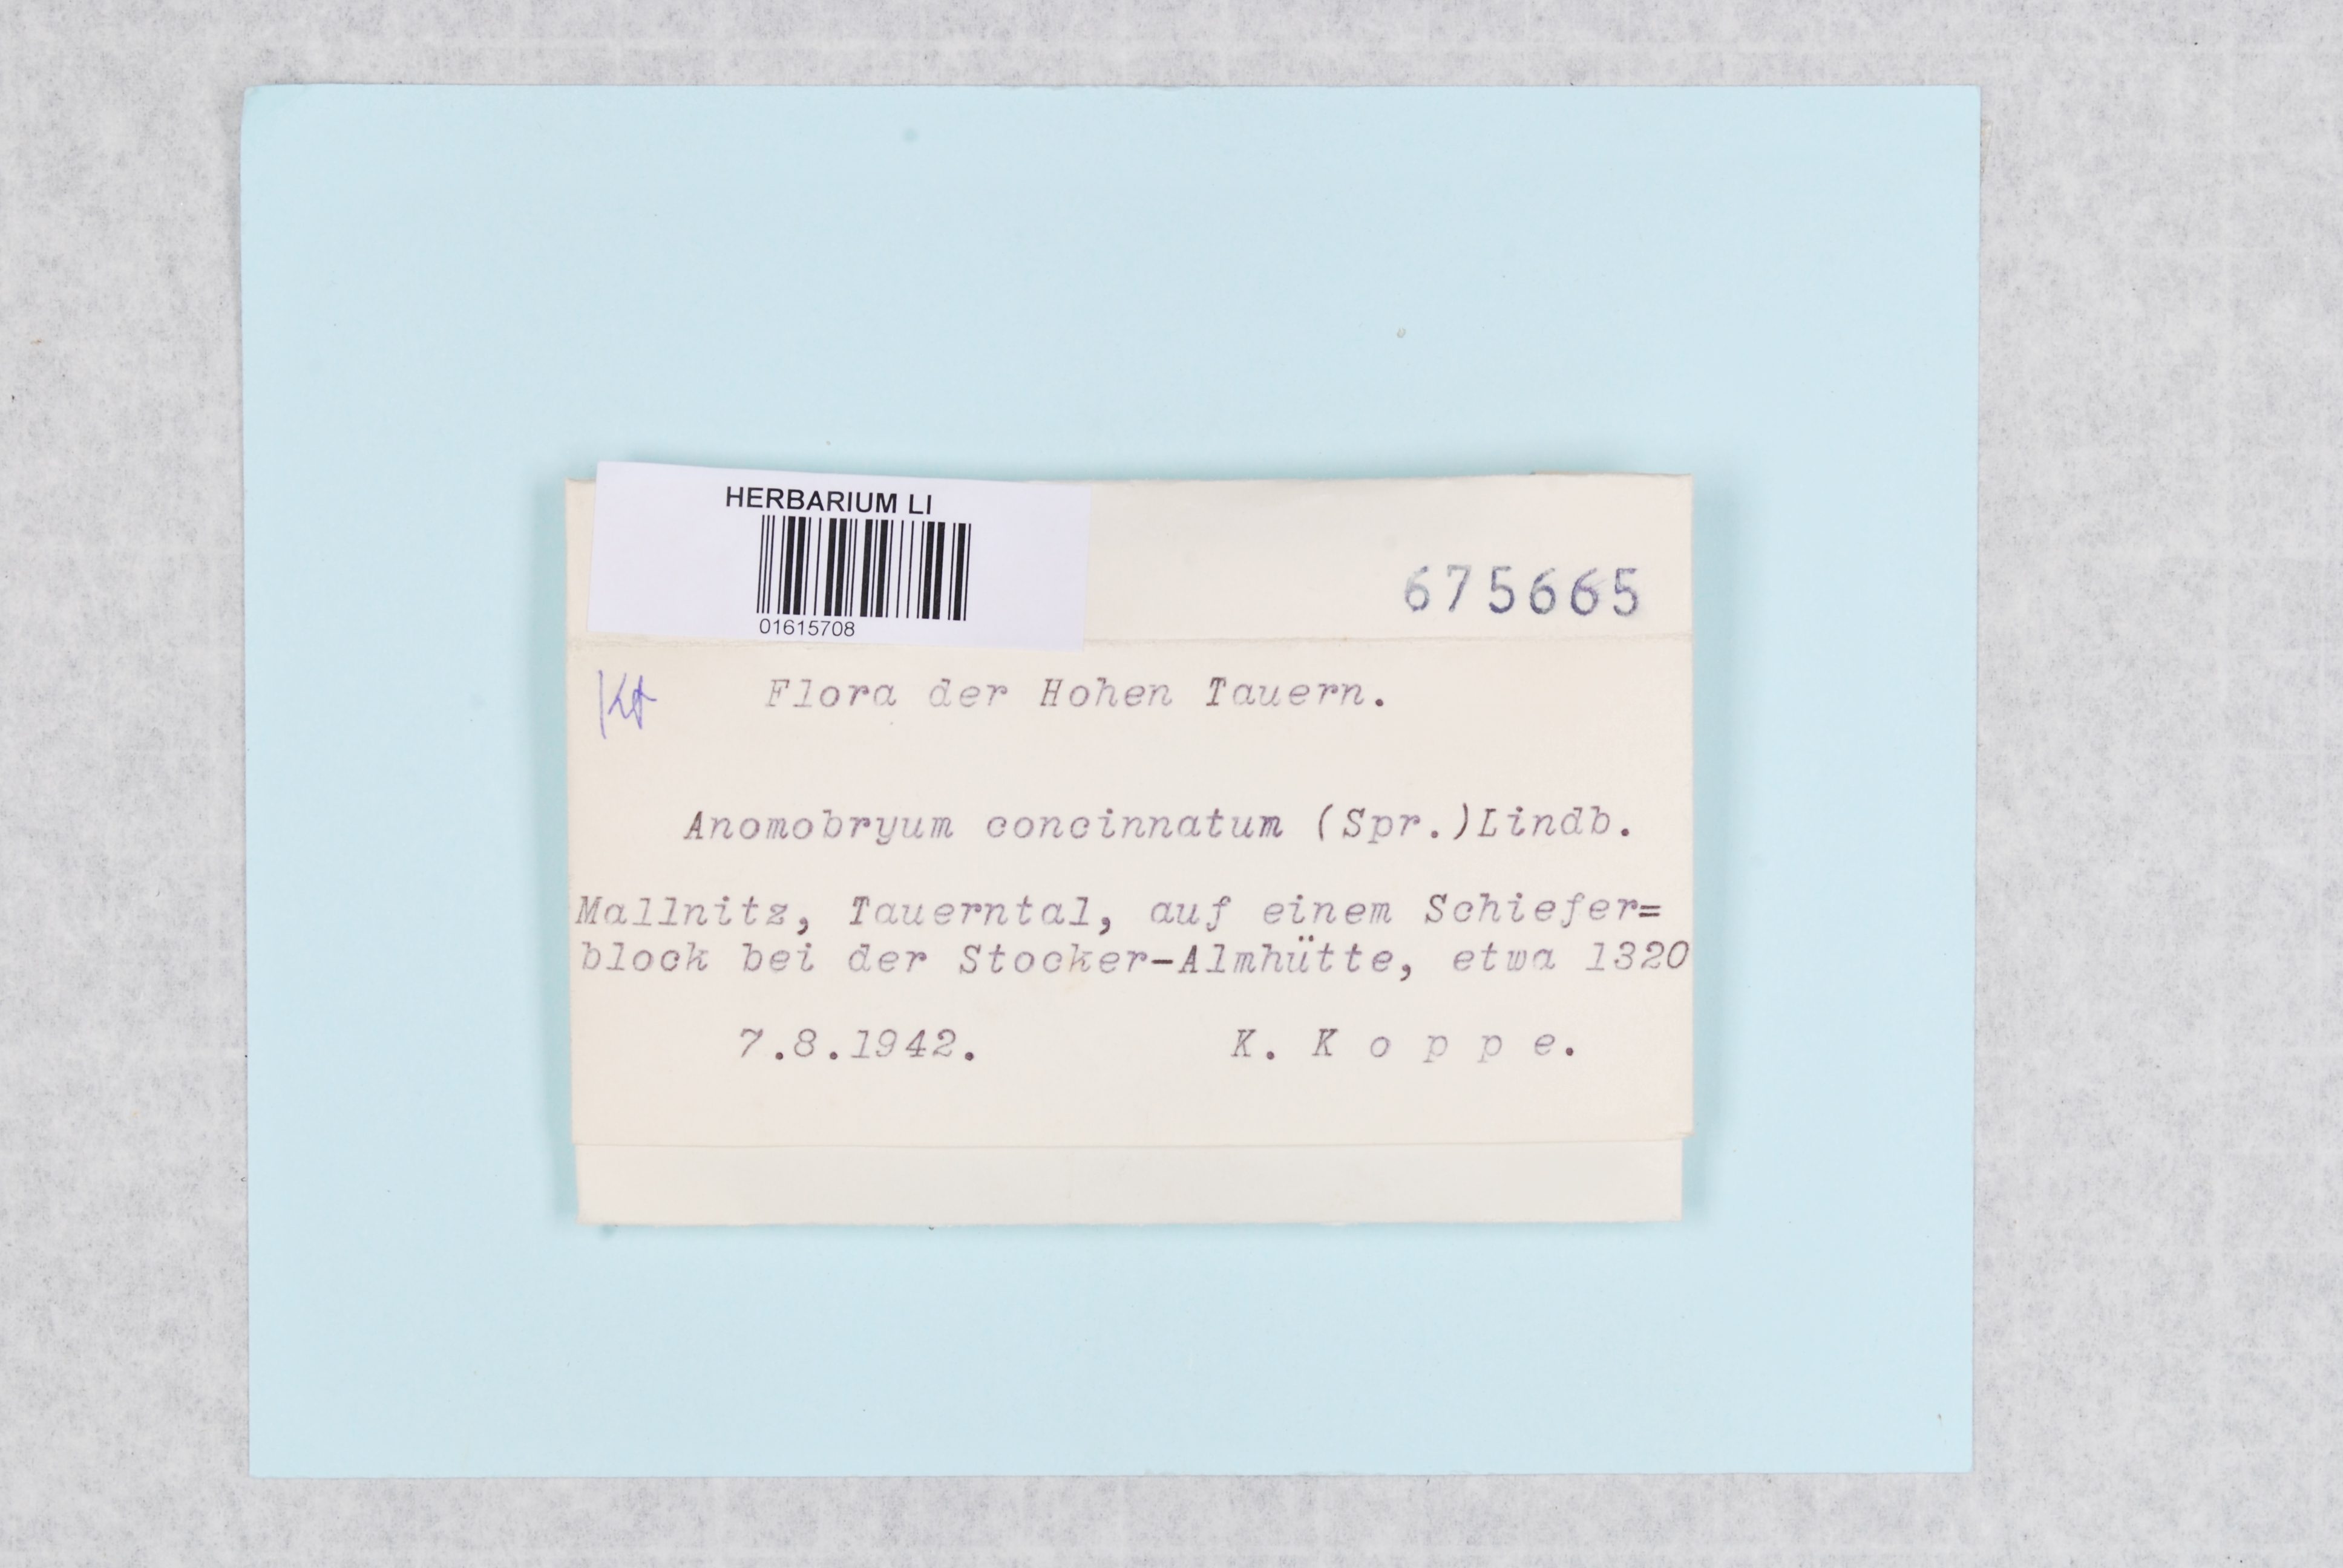 HERBARIUM LI
01615708
675665
Kt
Flora der Hohen Tauern.
Anomobryum concinnatum (Spr.)Lindb.
Mallnitz, Tauerntal, auf einem Schiefer=
block bei der Stocker-Almhütte, etwa 1320
7.8.1942. K. K o p p e.